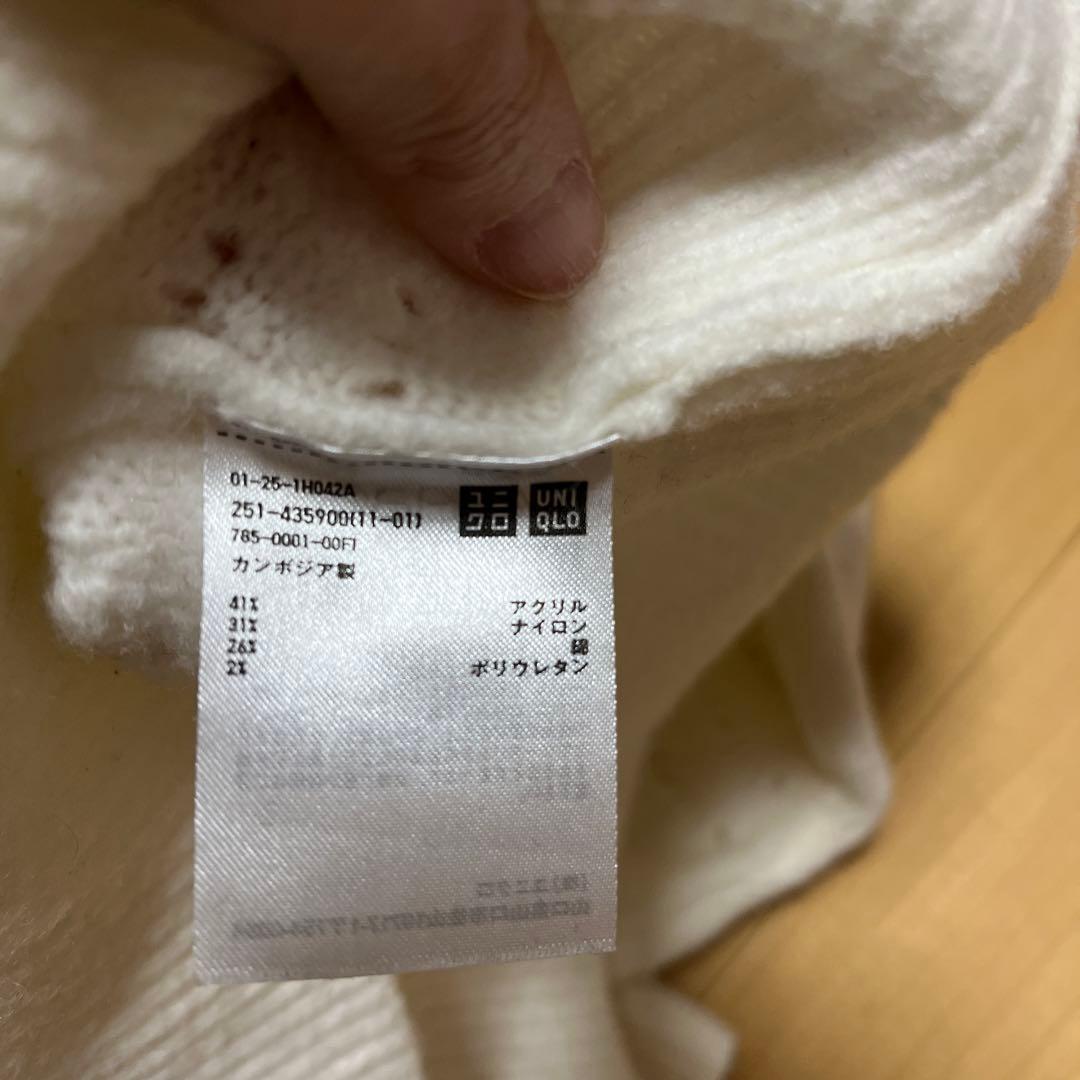 01-25-1H042A
251-435900(11-01)
785-0001-00F1
カンボジア製
ユニ
クロ
UNI
QLO
41% アクリル
31% ナイロン
26% 綿
2% ポリウレタン